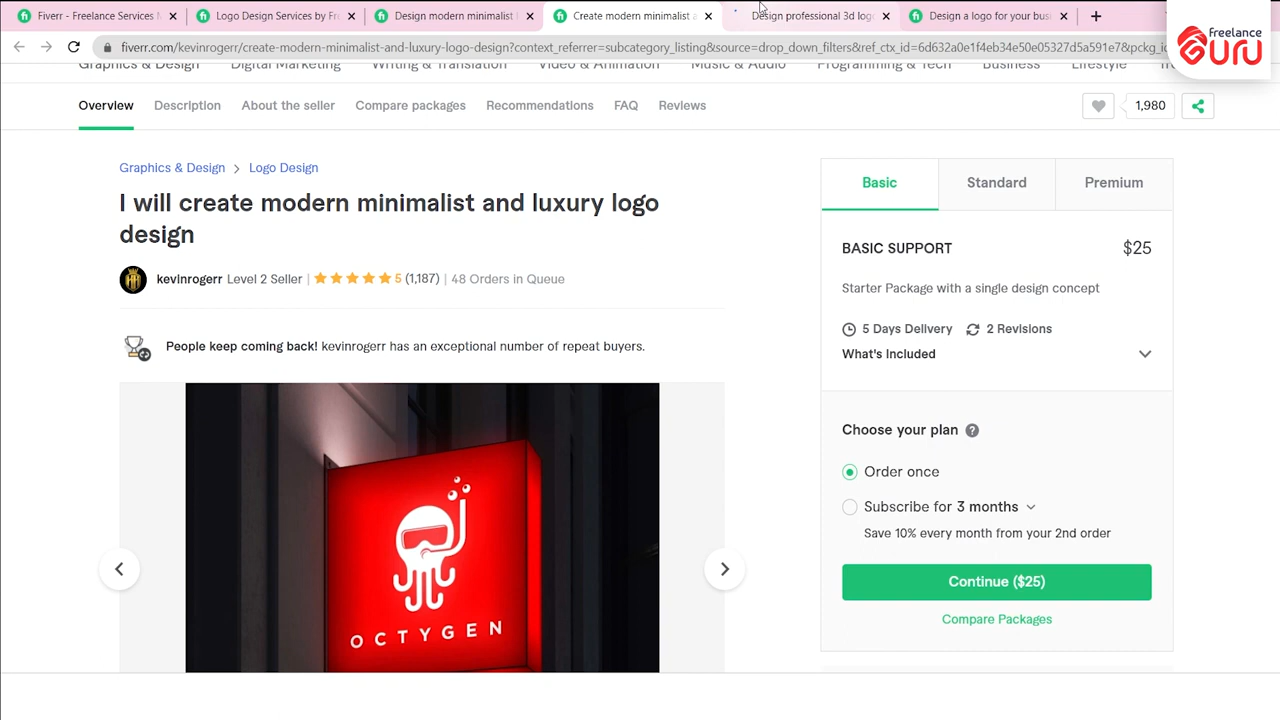 Fiverr - Freelance Services M
Logo Design Services by Fre
Design modern minimalist l
Create modern minimalist a
Design professional 3d logo
Design a logo for your busi
fiverr.com/kevinrogerr/create-modern-minimalist-and-luxury-logo-design?context_referrer=subcategory_listing&source=drop_down_filters&ref_ctx_id=6d632a0e1f4eb34e50e05327d5a591e7&pckg_i
Freelance
Guru
Graphics & Design
Digital Marketing
Writing & Translation
Video & Animation
Music & Audio
Programming & Tech
Business
Lifestyle
Overview
Description
About the seller
Compare packages
Recommendations
FAQ
Reviews
1,980
Graphics & Design > Logo Design
I will create modern minimalist and luxury logo
design
kevinrogerr Level 2 Seller | 5 (1,187) | 48 Orders in Queue
People keep coming back! kevinrogerr has an exceptional number of repeat buyers.
OCTYGEN
Basic
Standard
Premium
BASIC SUPPORT $25
Starter Package with a single design concept
5 Days Delivery 2 Revisions
What's Included
Choose your plan ?
Order once
Subscribe for 3 months
Save 10% every month from your 2nd order
Continue ($25)
Compare Packages